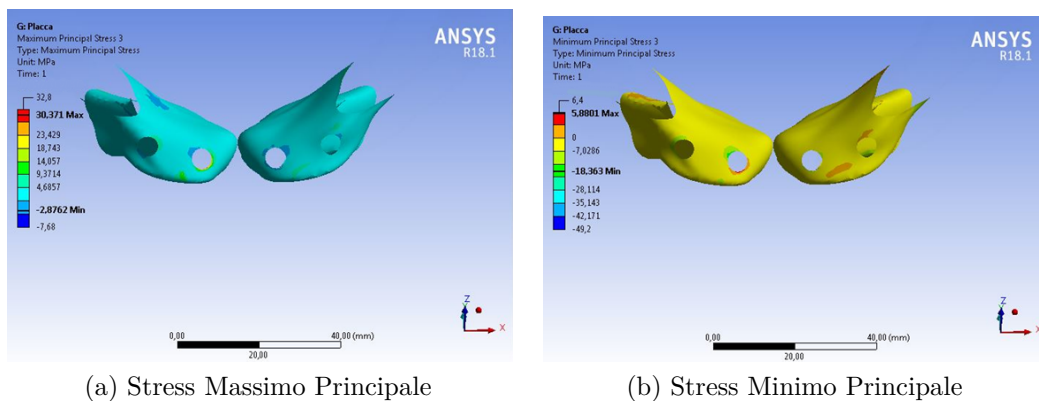 G: Placca
Maximum Principal Stress 3
Type: Maximum Principal Stress
Unit: MPa
Time: 1
ANSYS
R18.1
32,8
30,371 Max
23,429
18,743
14,057
9,3714
4,6857
-2,8762 Min
-7,68
Z
X
0,00
40,00 (mm)
20,00
(a) Stress Massimo Principale
G: Placca
Minimum Principal Stress 3
Type: Minimum Principal Stress
Unit: MPa
Time: 1
ANSYS
R18.1
6,4
5,8801 Max
0
-7,0286
-18,363 Min
-28,114
-35,143
-42,171
-49,2
Z
X
0,00
40,00 (mm)
20,00
(b) Stress Minimo Principale